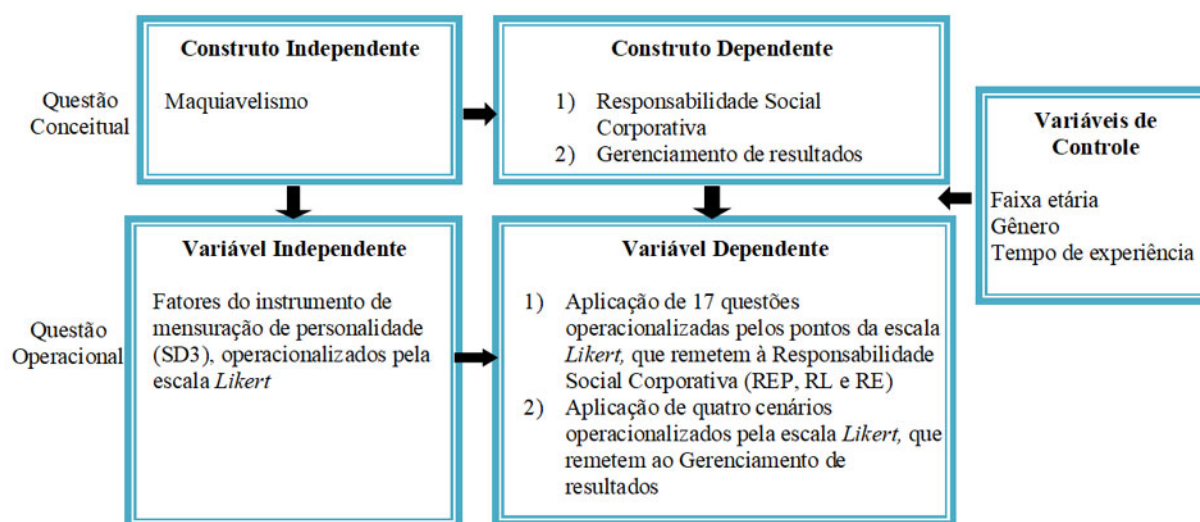 Construto Independente
Maquiavelismo
Construto Dependente
1) Responsabilidade Social
Corporativa
2) Gerenciamento de resultados
Questão
Conceitual
Variáveis de
Controle
Faixa etária
Gênero
Tempo de experiência
Variável Independente
Fatores do instrumento de
mensuração de personalidade
(SD3), operacionalizados pela
escala Likert
Variável Dependente
1) Aplicação de 17 questões
operacionalizadas pelos pontos da escala
Likert, que remetem à Responsabilidade
Social Corporativa (REP, RL e RE)
2) Aplicação de quatro cenários
operacionalizados pela escala Likert, que
remetem ao Gerenciamento de
resultados
Questão
Operacional